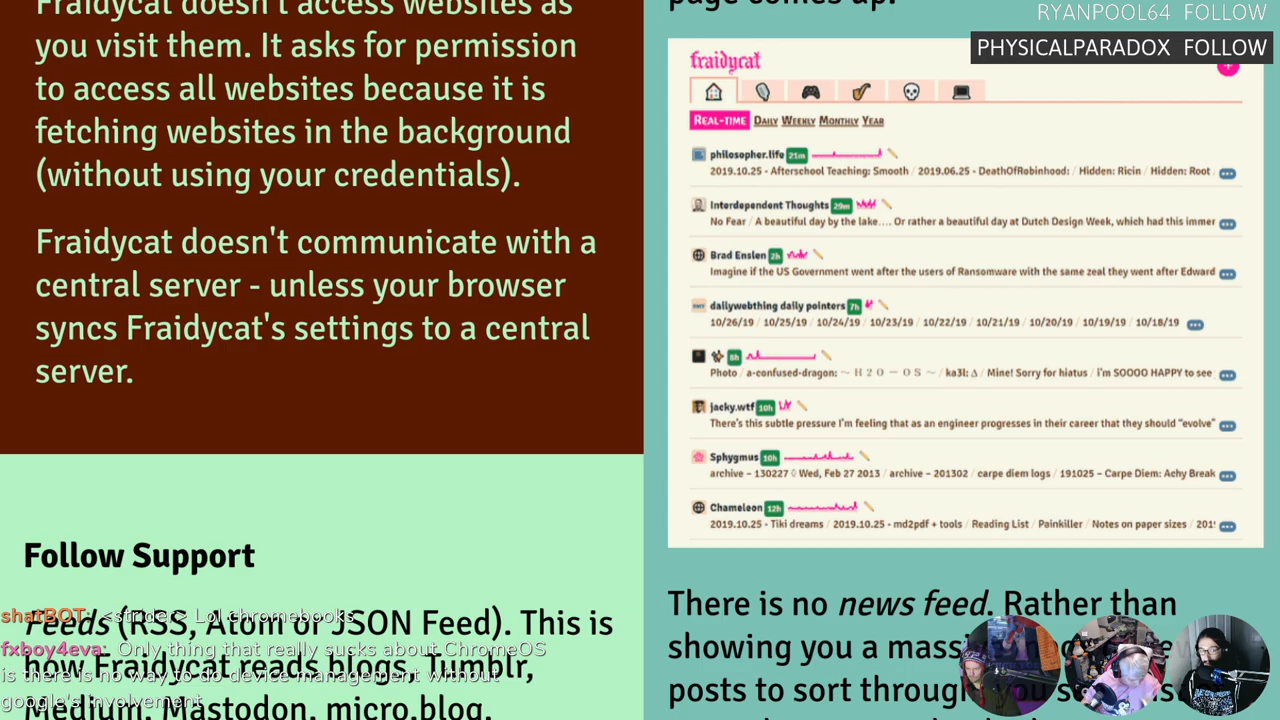 Fraidycat doesn't access websites as
you visit them. It asks for permission
to access all websites because it is
fetching websites in the background
(without using your credentials).
Fraidycat doesn't communicate with a
central server - unless your browser
syncs Fraidycat's settings to a central
server.
Follow Support
Feeds (RSS, Atom or JSON Feed). This is
how Fraidycat reads blogs, Tumblr,
Medium, Mastodon, micro.blog.
shatBOT: <strider> Lol chromebooks
fxboy4eva: Only thing that really sucks about ChromeOS
is there is no way to do device management without
google's involvement
page comes up.
RYANPOOL64 FOLLOW
PHYSICALPARADOX FOLLOW
fraidycat
+
REAL-TIME DAILY WEEKLY MONTHLY YEAR
philosopher.life 21m
2019.10.25 - Afterschool Teaching: Smooth / 2019.06.25 - DeathOfRobinhood: / Hidden: Ricin / Hidden: Root
Interdependent Thoughts 29m
No Fear / A beautiful day by the lake.... Or rather a beautiful day at Dutch Design Week, which had this immer
Brad Enslen 2h
Imagine if the US Government went after the users of Ransomware with the same zeal they went after Edward
dailywebthing daily pointers 7h
10/26/19 / 10/25/19 / 10/24/19 / 10/23/19 / 10/22/19 / 10/21/19 / 10/20/19 / 10/19/19 / 10/18/19
8h
Photo / a-confused-dragon: ~ H 2 O - O S ~ / ka3l: Δ / Mine! Sorry for hiatus / i'm SOOOO HAPPY to see
jacky.wtf 10h
There's this subtle pressure I'm feeling that as an engineer progresses in their career that they should "evolve"
Sphygmus 10h
archive - 130227 ◊ Wed, Feb 27 2013 / archive - 201302 / carpe diem logs / 191025 - Carpe Diem: Achy Break
Chameleon 12h
2019.10.25 - Tiki dreams / 2019.10.25 - md2pdf + tools / Reading List / Painkiller / Notes on paper sizes / 201
There is no news feed. Rather than
showing you a mass
posts to sort through, you s